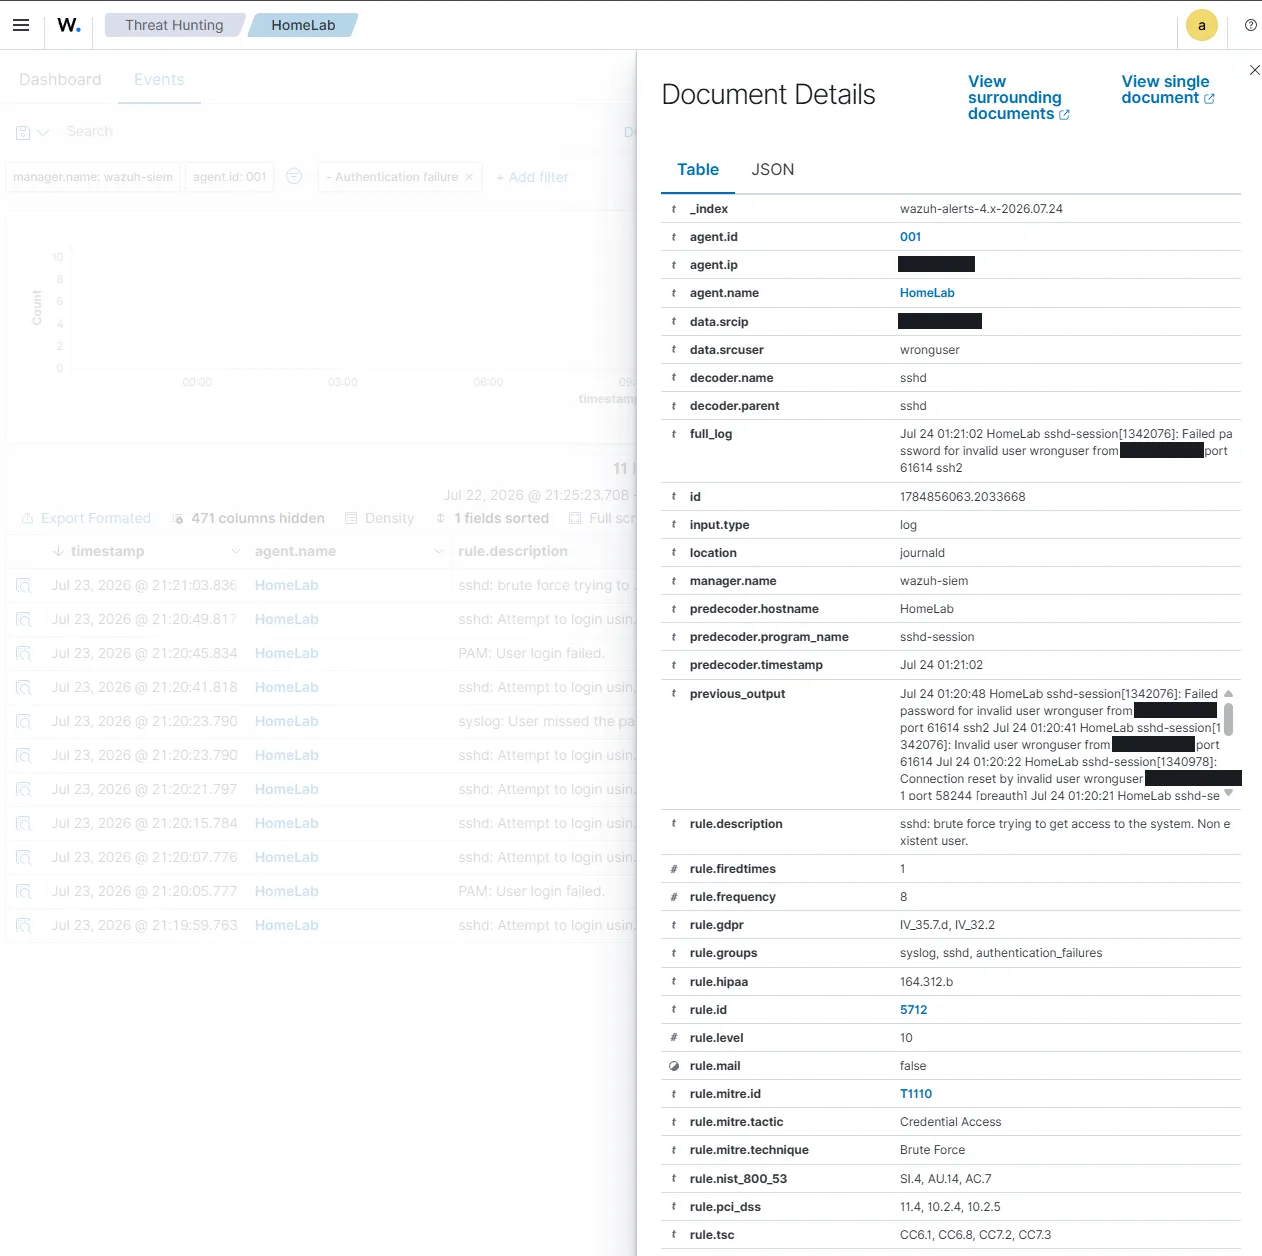 W.
Threat Hunting
HomeLab
a
Dashboard
Events
Search
manager.name: wazuh-siem
agent.id: 001
- Authentication failure ×
+ Add filter
10
8
6
4
2
0
Count
00:00
03:00
06:00
timestamp
11
Jul 22, 2026 @ 21:25:23.708 -
Export Formated
471 columns hidden
Density
1 fields sorted
Full scr
timestamp
agent.name
rule.description
Jul 23, 2026 @ 21:21:03.836 HomeLab sshd: brute force trying to
Jul 23, 2026 @ 21:20:49.817 HomeLab sshd: Attempt to login usin.
Jul 23, 2026 @ 21:20:45.834 HomeLab PAM: User login failed.
Jul 23, 2026 @ 21:20:41.818 HomeLab sshd: Attempt to login usin.
Jul 23, 2026 @ 21:20:23.790 HomeLab syslog: User missed the pa
Jul 23, 2026 @ 21:20:23.790 HomeLab sshd: Attempt to login usin.
Jul 23, 2026 @ 21:20:21.797 HomeLab sshd: Attempt to login usin.
Jul 23, 2026 @ 21:20:15.784 HomeLab sshd: Attempt to login usin.
Jul 23, 2026 @ 21:20:07.776 HomeLab sshd: Attempt to login usin.
Jul 23, 2026 @ 21:20:05.777 HomeLab PAM: User login failed.
Jul 23, 2026 @ 21:19:59.763 HomeLab sshd: Attempt to login usin.
Document Details
View
surrounding
documents
View single
document
Table
JSON
t _index wazuh-alerts-4.x-2026.07.24
t agent.id 001
t agent.ip
t agent.name HomeLab
t data.srcip
t data.srcuser wronguser
t decoder.name sshd
t decoder.parent sshd
t full_log Jul 24 01:21:02 HomeLab sshd-session[1342076]: Failed pa
ssword for invalid user wronguser from port
61614 ssh2
t id 1784856063.2033668
t input.type log
t location journald
t manager.name wazuh-siem
t predecoder.hostname HomeLab
t predecoder.program_name sshd-session
t predecoder.timestamp Jul 24 01:21:02
t previous_output Jul 24 01:20:48 HomeLab sshd-session[1342076]: Failed
password for invalid user wronguser from
port 61614 ssh2 Jul 24 01:20:41 HomeLab sshd-session[1
342076]: Invalid user wronguser from port
61614 Jul 24 01:20:22 HomeLab sshd-session[1340978]:
Connection reset by invalid user wronguser
1 port 58244 [preauth] Jul 24 01:20:21 HomeLab sshd-se
t rule.description sshd: brute force trying to get access to the system. Non e
xistent user.
# rule.firedtimes 1
# rule.frequency 8
t rule.gdpr IV_35.7.d, IV_32.2
t rule.groups syslog, sshd, authentication_failures
t rule.hipaa 164.312.b
t rule.id 5712
# rule.level 10
rule.mail false
t rule.mitre.id T1110
t rule.mitre.tactic Credential Access
t rule.mitre.technique Brute Force
t rule.nist_800_53 SI.4, AU.14, AC.7
t rule.pci_dss 11.4, 10.2.4, 10.2.5
t rule.tsc CC6.1, CC6.8, CC7.2, CC7.3